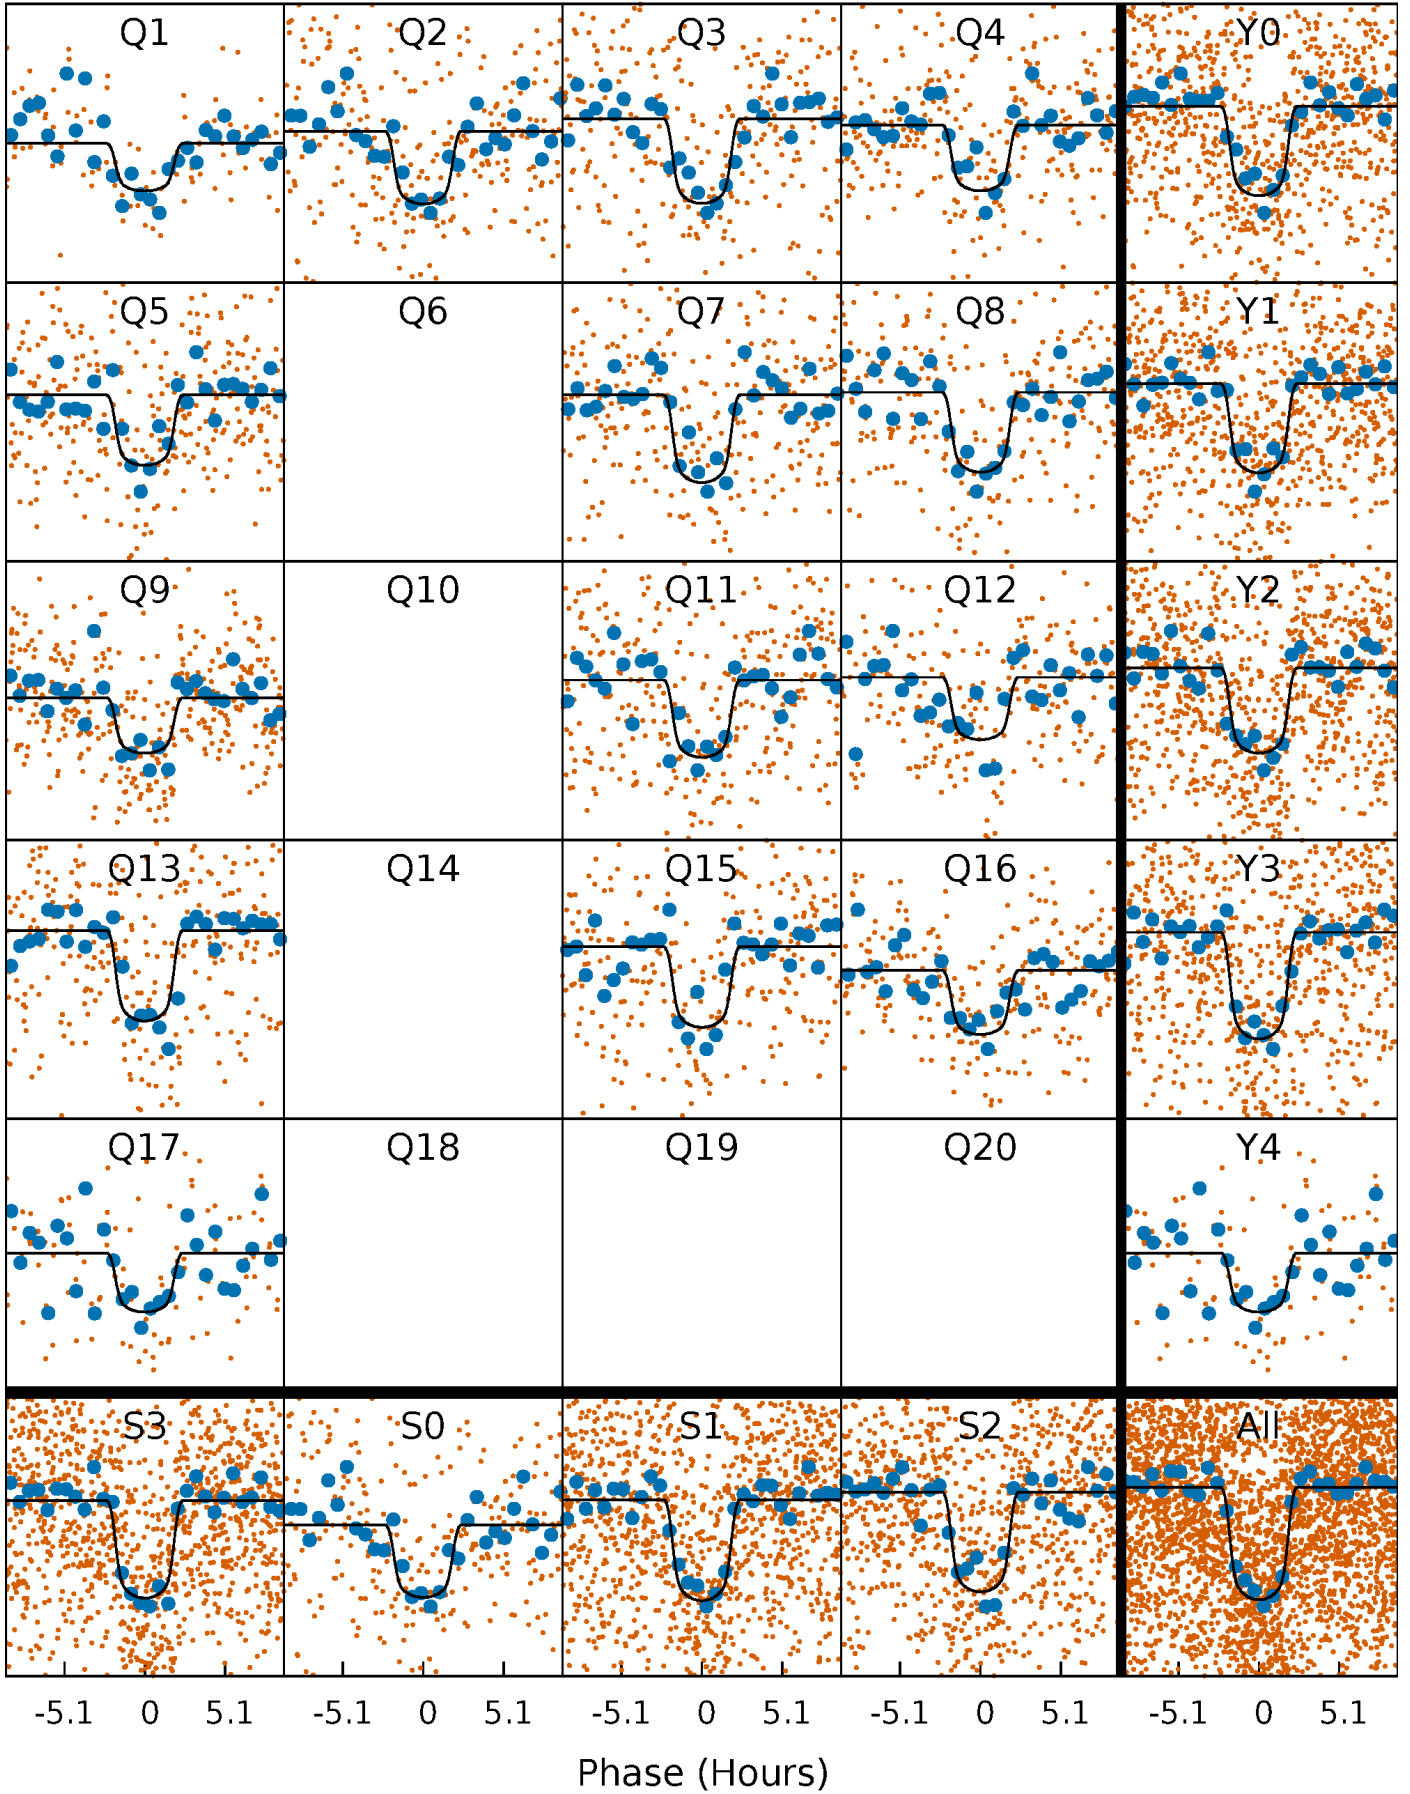 Q1 Q2 Q3 Q4 Y0
Q5 Q6 Q7 Q8 Y1
Q9 Q10 Q11 Q12 Y2
Q13 Q14 Q15 Q16 Y3
Q17 Q18 Q19 Q20 Y4
S3 S0 S1 S2 All
-5.1 0 5.1 -5.1 0 5.1 -5.1 0 5.1 -5.1 0 5.1 -5.1 0 5.1
Phase (Hours)